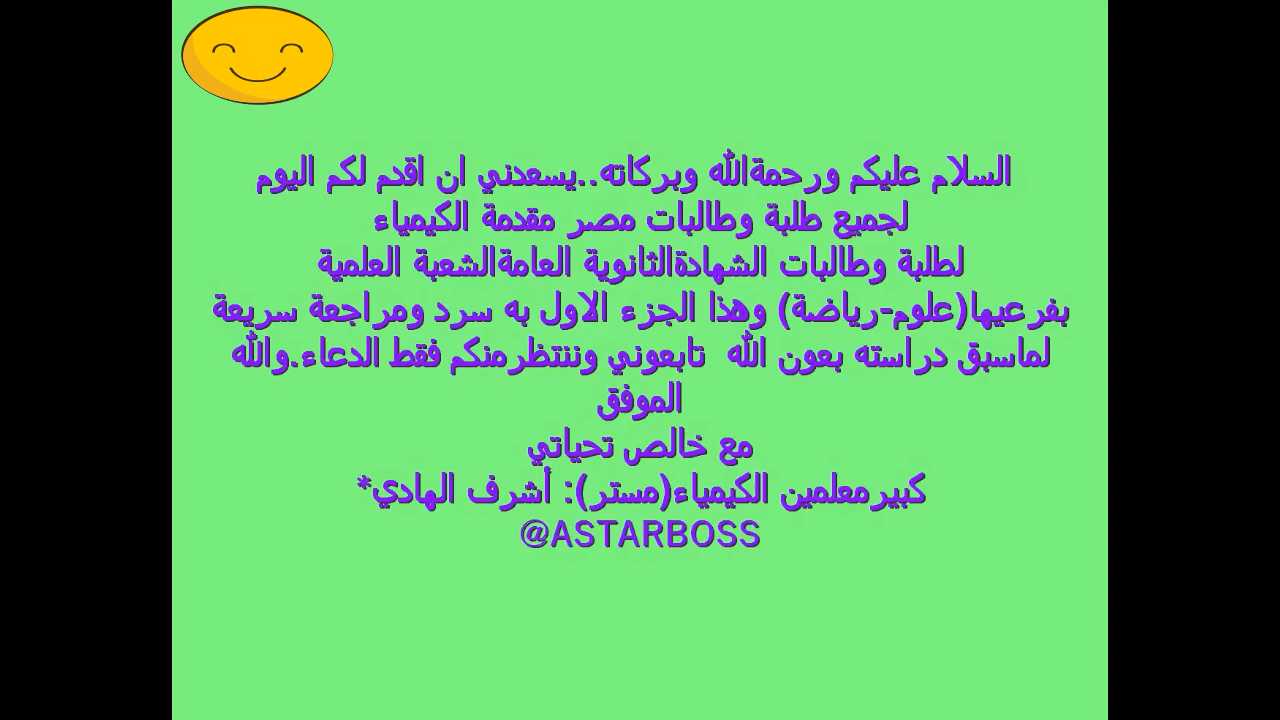 السلام عليكم ورحمةالله وبركاته..يسعدني ان اقدم لكم اليوم
لجميع طلبة وطالبات مصر مقدمة الكيمياء
لطلبة وطالبات الشهادةالثانوية العامةالشعبة العلمية
بفرعيها(علوم-رياضة) وهذا الجزء الاول به سرد ومراجعة سريعة
لماسبق دراسته بعون الله  تابعوني وننتظرمنكم فقط الدعاء.والله
الموفق
مع خالص تحياتي
كبيرمعلمين الكيمياء(مستر): أشرف الهادي*
@ASTARBOSS